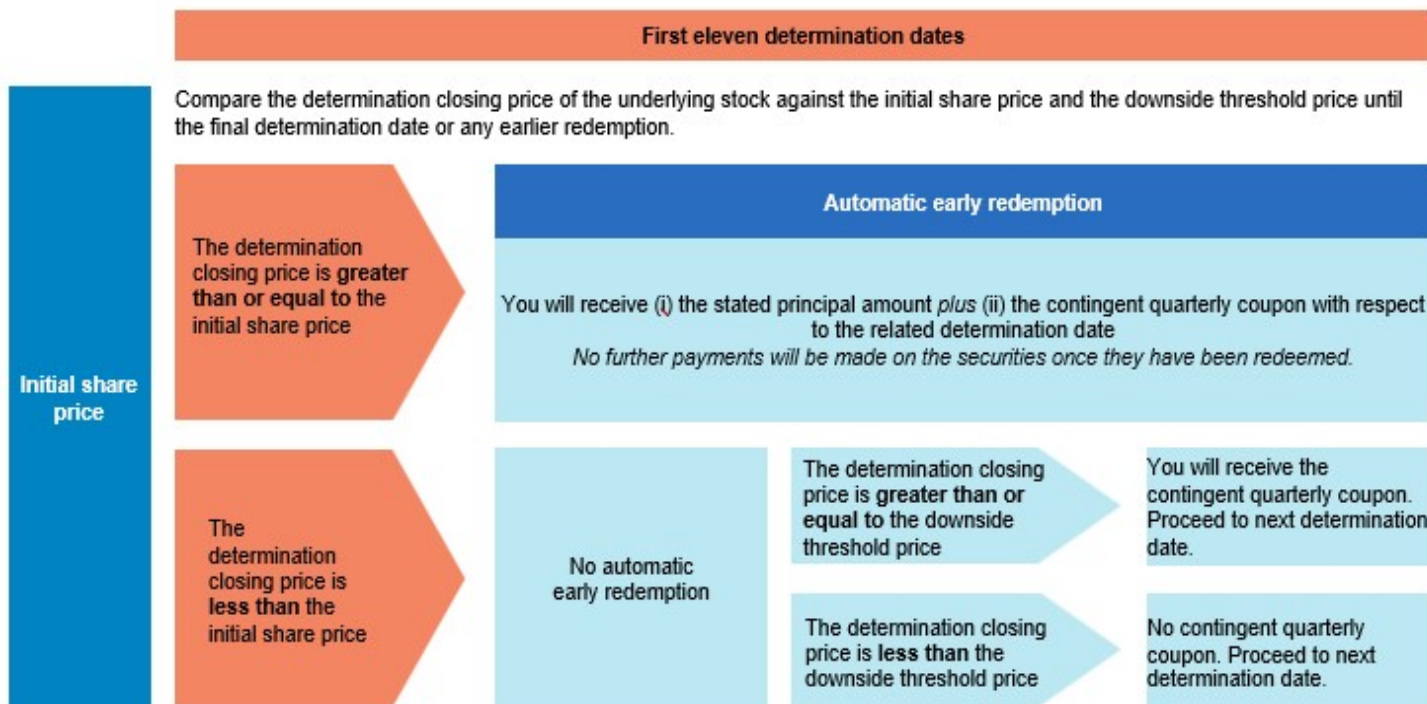 First eleven determination dates
Compare the determination closing price of the underlying stock against the initial share price and the downside threshold price until
the final determination date or any earlier redemption.
Initial share
price
The determination
closing price is greater
than or equal to the
initial share price
Automatic early redemption
You will receive (i) the stated principal amount plus (ii) the contingent quarterly coupon with respect
to the related determination date
No further payments will be made on the securities once they have been redeemed.
The
determination
closing price is
less than the
initial share price
No automatic
early redemption
The determination closing
price is greater than or
equal to the downside
threshold price
You will receive the
contingent quarterly coupon.
Proceed to next determination
date.
The determination closing
price is less than the
downside threshold price
No contingent quarterly
coupon. Proceed to next
determination date.